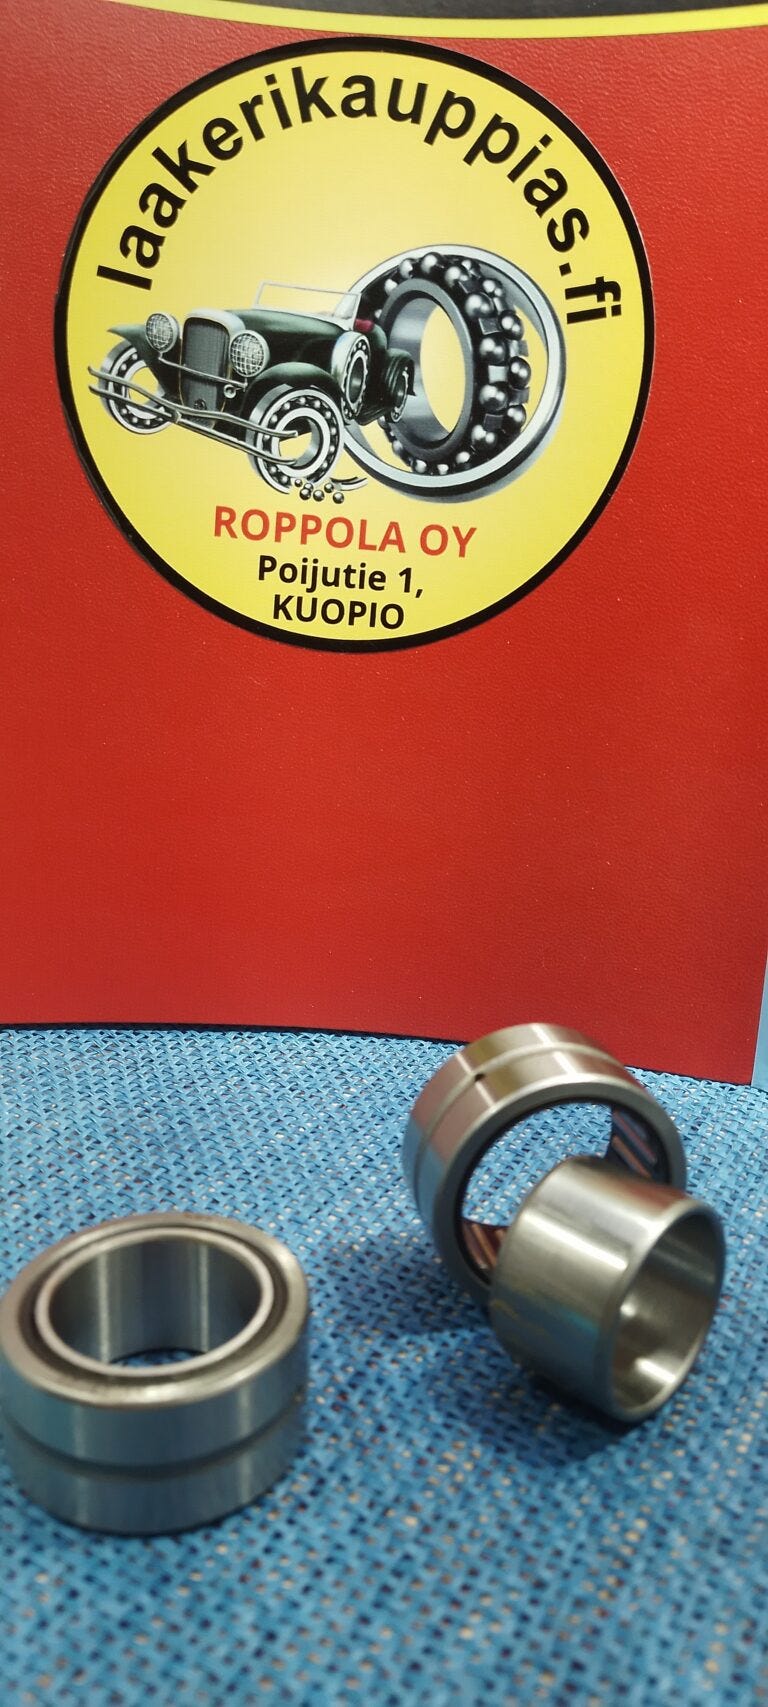 laakerikauppias.fi
ROPPOLA OY
Poijutie 1,
KUOPIO